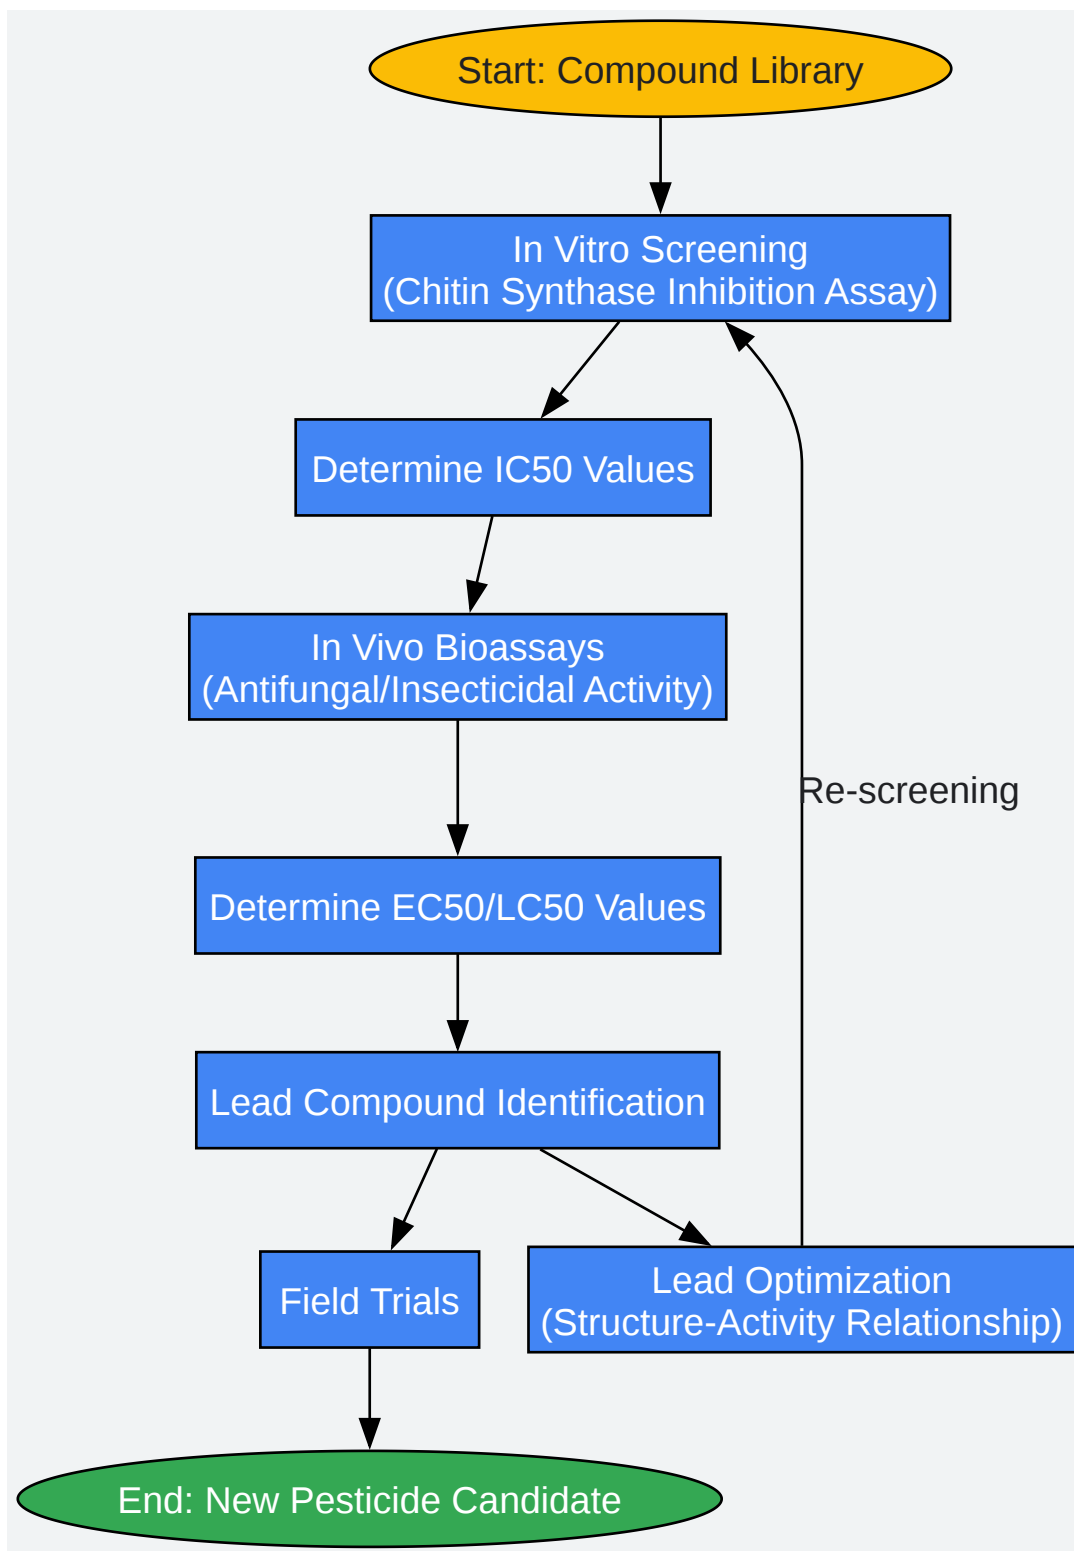 Start: Compound Library
In Vitro Screening
(Chitin Synthase Inhibition Assay)
Determine IC50 Values
In Vivo Bioassays
(Antifungal/Insecticidal Activity)
Re-screening
Determine EC50/LC50 Values
Lead Compound Identification
Field Trials
Lead Optimization
(Structure-Activity Relationship)
End: New Pesticide Candidate